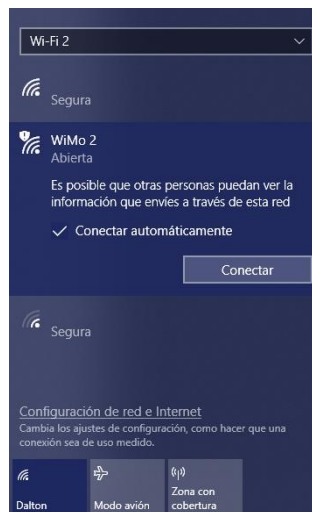 Wi-Fi 2
Segura
WiMo 2
Abierta
Es posible que otras personas puedan ver la
información que envíes a través de esta red
Conectar automáticamente
Conectar
Segura
Configuración de red e Internet
Cambia los ajustes de configuración, como hacer que una
conexión sea de uso medido.
Dalton
Modo avión
Zona con
cobertura